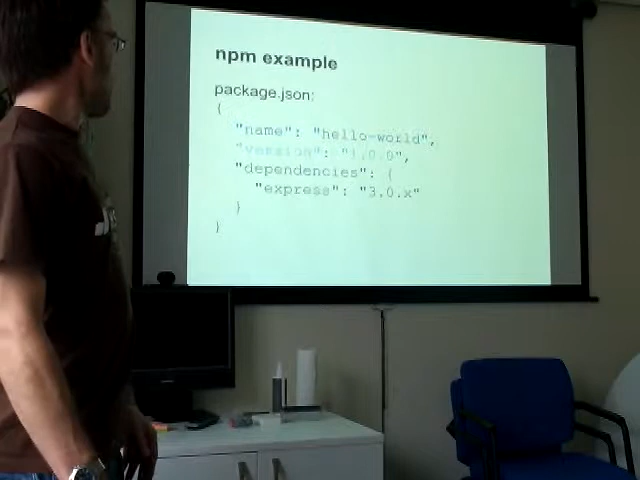 npm example
package.json:
{
"name": "hello-world",
"version": "1.0.0",
"dependencies": {
"express": "3.0.x"
}
}